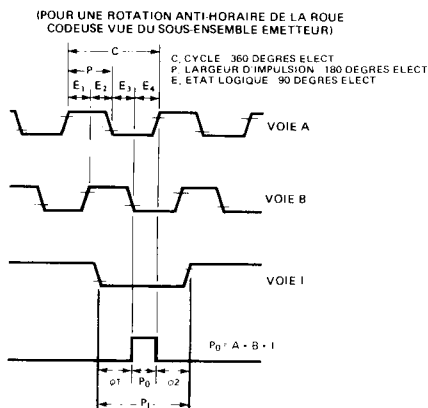 (POUR UNE ROTATION ANTI-HORAIRE DE LA ROUE
CODEUSE VUE DU SOUS-ENSEMBLE EMETTEUR)
C
C, CYCLE 360 DEGRES ELECT
P, LARGEUR D'IMPULSION 180 DEGRES ELECT
E, ETAT LOGIQUE 90 DEGRES ELECT
P
E1 E2 E3 E4
VOIE A
VOIE B
VOIE I
P0 = A • B • I
φ1 P0 φ2
PI